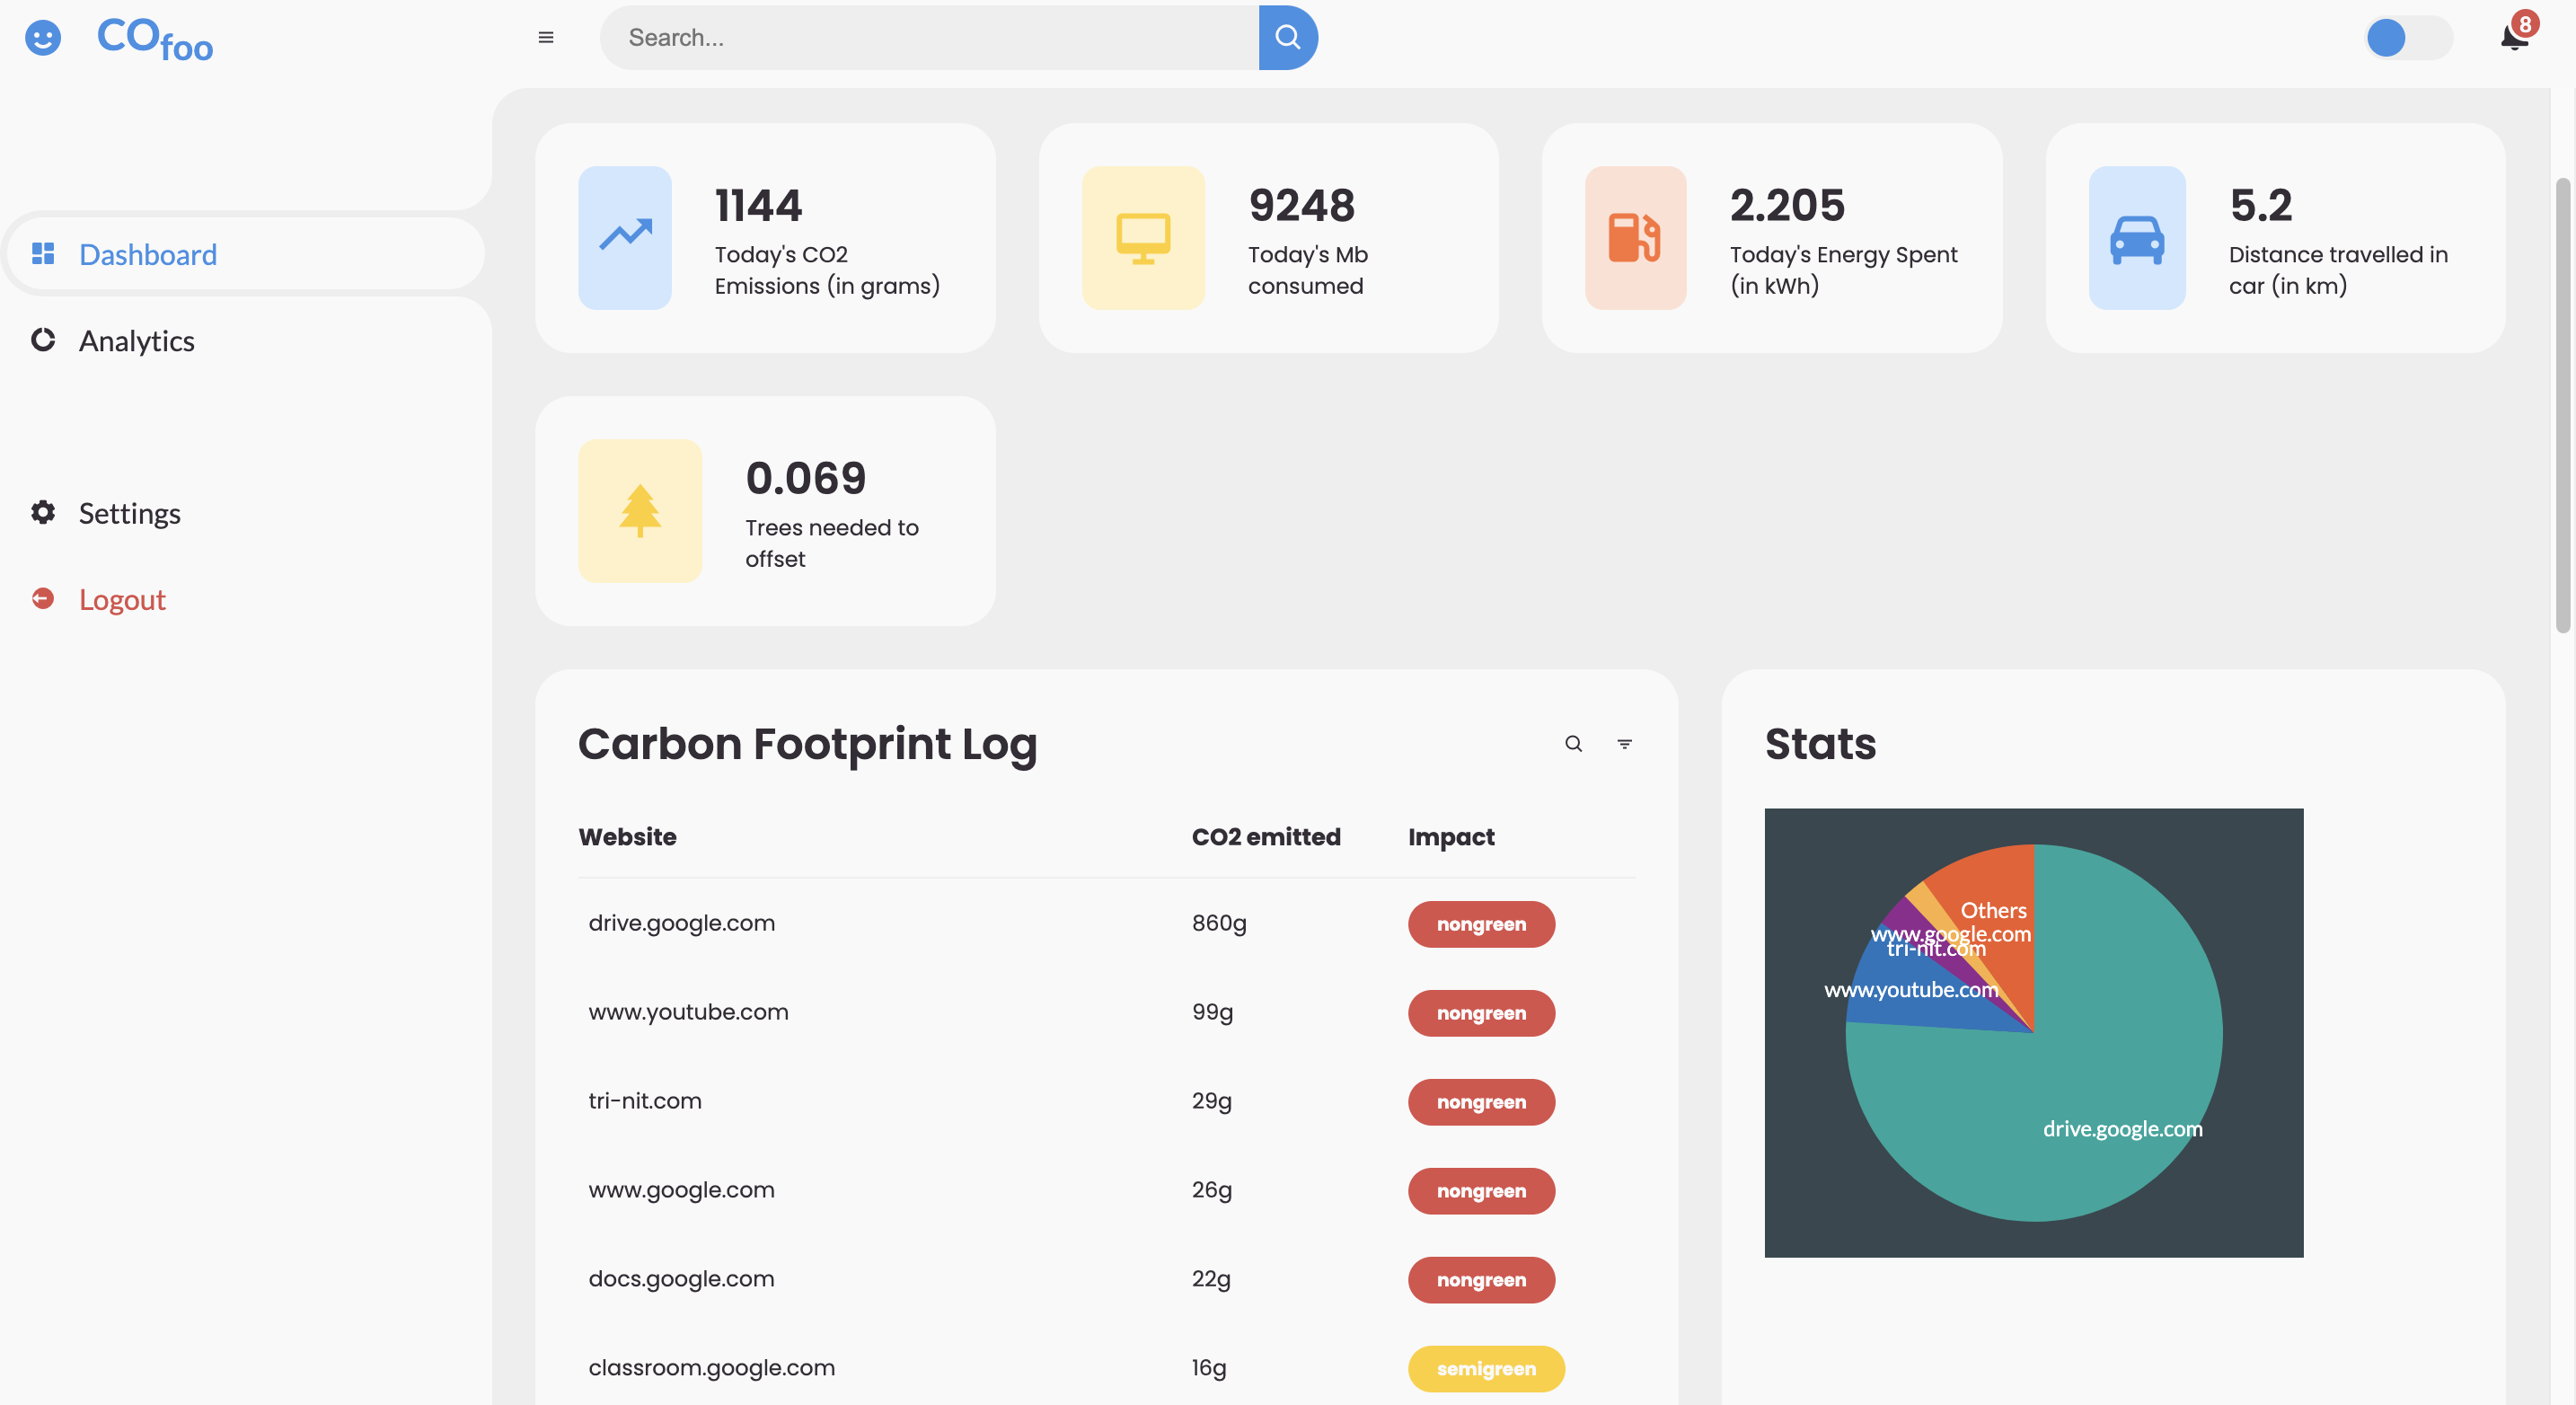 COfoo
Search...
8
Dashboard
Analytics
Settings
Logout
1144
Today's CO2
Emissions (in grams)
9248
Today's Mb
consumed
2.205
Today's Energy Spent
(in kWh)
5.2
Distance travelled in
car (in km)
0.069
Trees needed to
offset
Carbon Footprint Log
Website CO2 emitted Impact
drive.google.com 860g nongreen
www.youtube.com 99g nongreen
tri-nit.com 29g nongreen
www.google.com 26g nongreen
docs.google.com 22g nongreen
classroom.google.com 16g semigreen
Stats
Others
www.google.com
tri-nit.com
www.youtube.com
drive.google.com